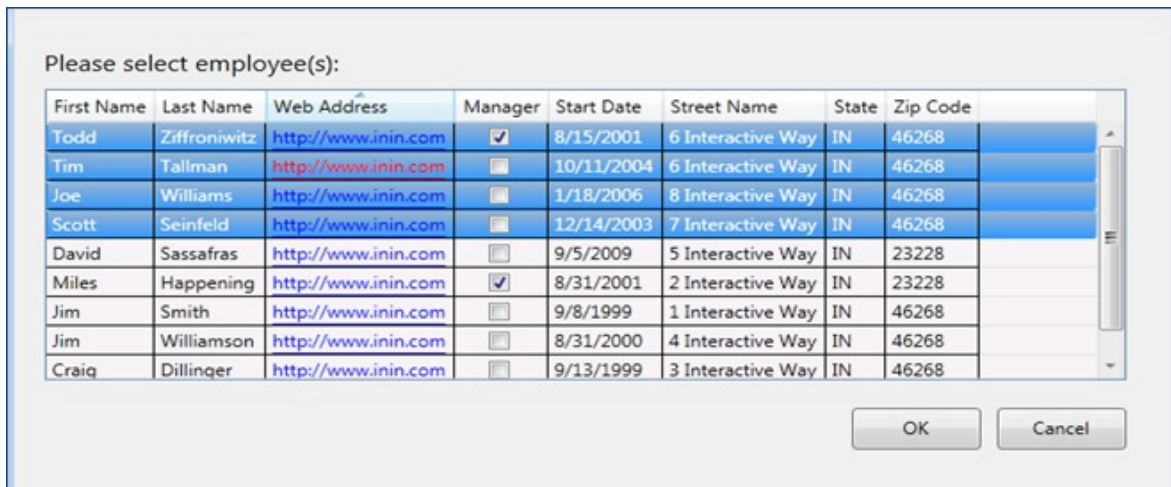 Please select employee(s):
First Name Last Name Web Address Manager Start Date Street Name State Zip Code
Todd Ziffroniwitz http://www.inin.com 8/15/2001 6 Interactive Way IN 46268
Tim Tallman http://www.inin.com 10/11/2004 6 Interactive Way IN 46268
Joe Williams http://www.inin.com 1/18/2006 8 Interactive Way IN 46268
Scott Seinfeld http://www.inin.com 12/14/2003 7 Interactive Way IN 46268
David Sassafras http://www.inin.com 9/5/2009 5 Interactive Way IN 23228
Miles Happening http://www.inin.com 8/31/2001 2 Interactive Way IN 23228
Jim Smith http://www.inin.com 9/8/1999 1 Interactive Way IN 46268
Jim Williamson http://www.inin.com 8/31/2000 4 Interactive Way IN 46268
Craig Dillinger http://www.inin.com 9/13/1999 3 Interactive Way IN 46268
OK Cancel